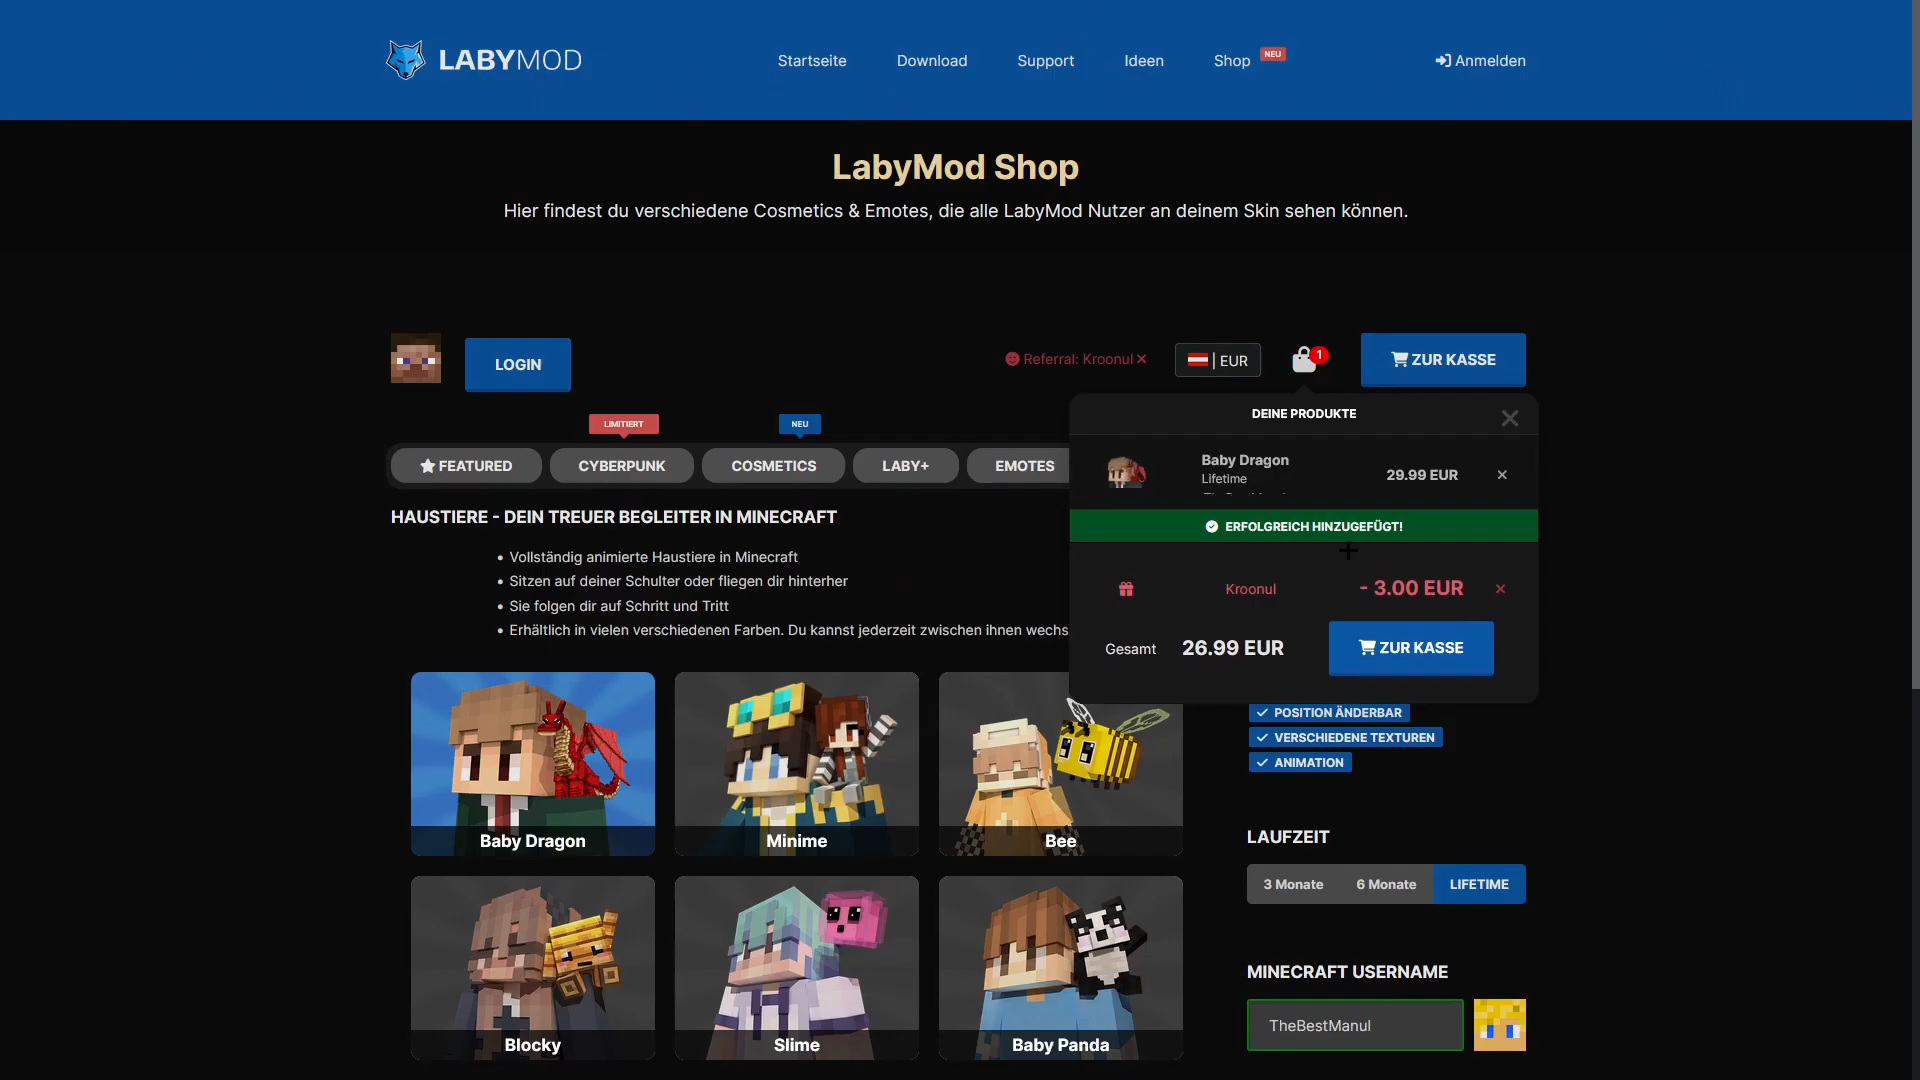 LABYMOD
Startseite
Download
Support
Ideen
Shop
NEU
Anmelden
LabyMod Shop
Hier findest du verschiedene Cosmetics & Emotes, die alle LabyMod Nutzer an deinem Skin sehen können.
LOGIN
Referral: Kroonul
| EUR
1
ZUR KASSE
LIMITIERT
NEU
FEATURED
CYBERPUNK
COSMETICS
LABY+
EMOTES
DEINE PRODUKTE
Baby Dragon
Lifetime
29.99 EUR
ERFOLGREICH HINZUGEFÜGT!
Kroonul
- 3.00 EUR
Gesamt
26.99 EUR
ZUR KASSE
HAUSTIERE - DEIN TREUER BEGLEITER IN MINECRAFT
• Vollständig animierte Haustiere in Minecraft
• Sitzen auf deiner Schulter oder fliegen dir hinterher
• Sie folgen dir auf Schritt und Tritt
• Erhältlich in vielen verschiedenen Farben. Du kannst jederzeit zwischen ihnen wechs
Baby Dragon
Minime
Bee
Blocky
Slime
Baby Panda
POSITION ÄNDERBAR
VERSCHIEDENE TEXTUREN
ANIMATION
LAUFZEIT
3 Monate
6 Monate
LIFETIME
MINECRAFT USERNAME
TheBestManul